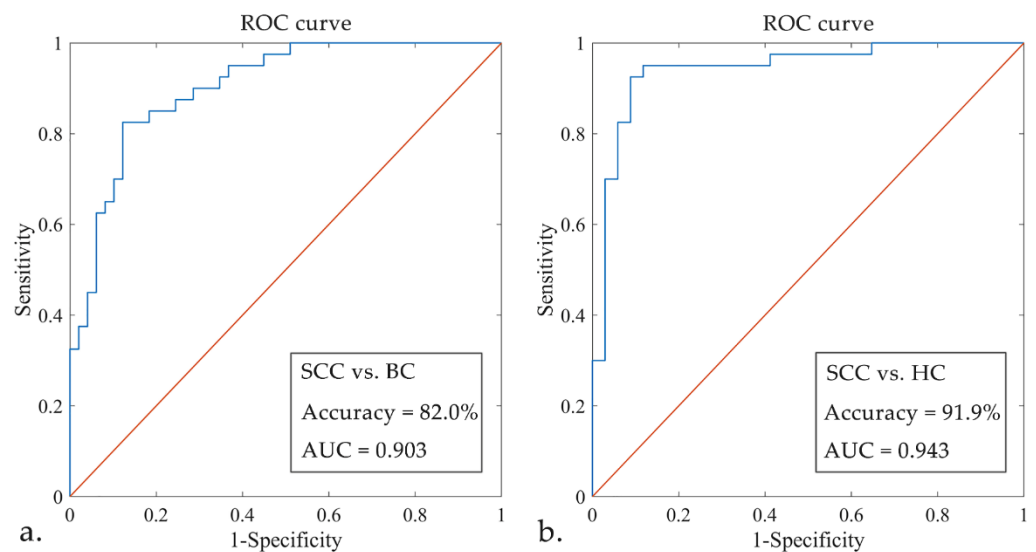 ROC curve
1
0.8
0.6
0.4
0.2
0
Sensitivity
SCC vs. BC
Accuracy = 82.0%
AUC = 0.903
0 0.2 0.4 0.6 0.8 1
1-Specificity
a.
ROC curve
1
0.8
0.6
0.4
0.2
0
Sensitivity
SCC vs. HC
Accuracy = 91.9%
AUC = 0.943
0 0.2 0.4 0.6 0.8 1
1-Specificity
b.